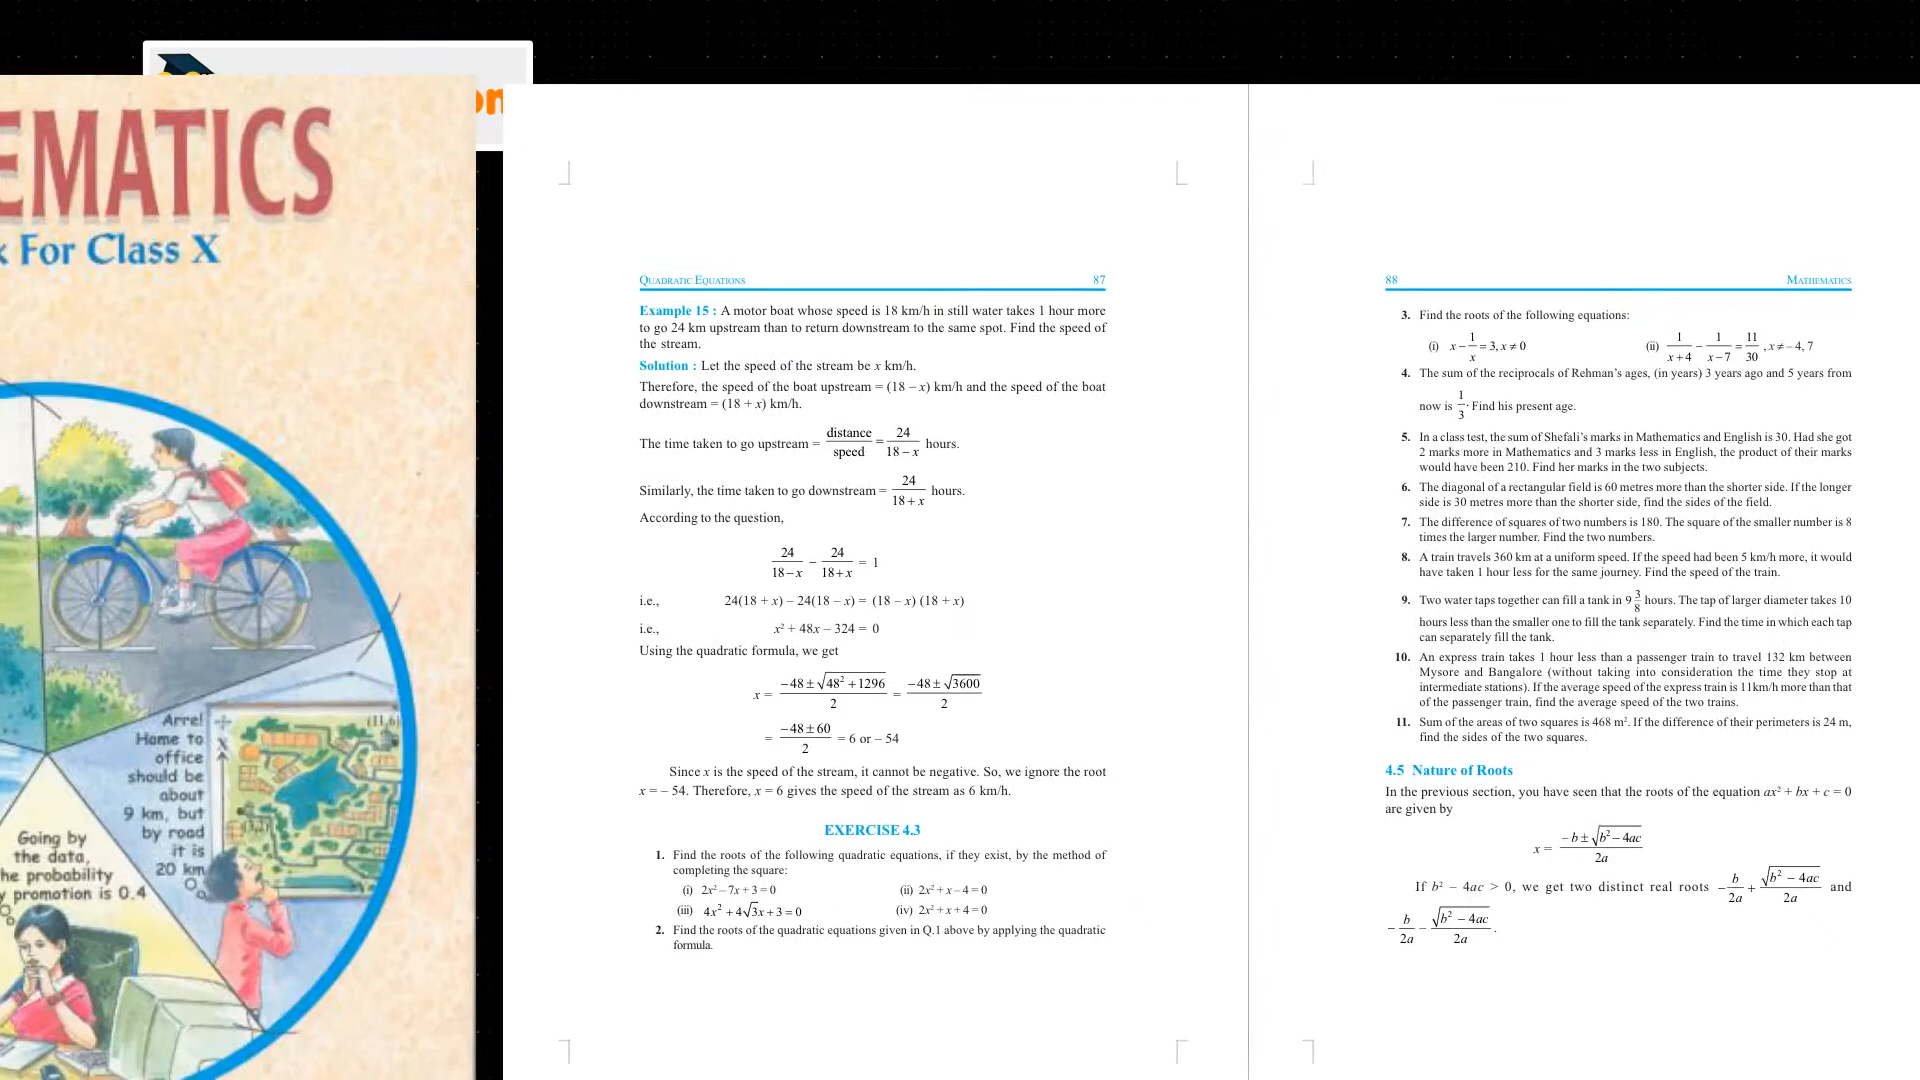 EMATICS
For Class X
Arre!
Home to
office
should be
about
9 km, but
by road
it is
20 km
(11,6)
(3,2)
Going by
the data,
he probability
y promotion is 0.4
on
QUADRATIC EQUATIONS 87
Example 15 : A motor boat whose speed is 18 km/h in still water takes 1 hour more
to go 24 km upstream than to return downstream to the same spot. Find the speed of
the stream.
Solution : Let the speed of the stream be x km/h.
Therefore, the speed of the boat upstream = (18 – x) km/h and the speed of the boat
downstream = (18 + x) km/h.
The time taken to go upstream = distance/speed = 24/(18 – x) hours.
Similarly, the time taken to go downstream = 24/(18 + x) hours.
According to the question,
24/(18 – x) – 24/(18 + x) = 1
i.e., 24(18 + x) – 24(18 – x) = (18 – x) (18 + x)
i.e., x² + 48x – 324 = 0
Using the quadratic formula, we get
x = (–48 ± √(48² + 1296))/2 = (–48 ± √3600)/2
= (–48 ± 60)/2 = 6 or – 54
Since x is the speed of the stream, it cannot be negative. So, we ignore the root
x = – 54. Therefore, x = 6 gives the speed of the stream as 6 km/h.
EXERCISE 4.3
1. Find the roots of the following quadratic equations, if they exist, by the method of
completing the square:
(i) 2x² – 7x + 3 = 0 (ii) 2x² + x – 4 = 0
(iii) 4x² + 4√3x + 3 = 0 (iv) 2x² + x + 4 = 0
2. Find the roots of the quadratic equations given in Q.1 above by applying the quadratic
formula.
88 MATHEMATICS
3. Find the roots of the following equations:
(i) x – 1/x = 3, x ≠ 0 (ii) 1/(x + 4) – 1/(x – 7) = 11/30, x ≠ – 4, 7
4. The sum of the reciprocals of Rehman's ages, (in years) 3 years ago and 5 years from
now is 1/3. Find his present age.
5. In a class test, the sum of Shefali's marks in Mathematics and English is 30. Had she got
2 marks more in Mathematics and 3 marks less in English, the product of their marks
would have been 210. Find her marks in the two subjects.
6. The diagonal of a rectangular field is 60 metres more than the shorter side. If the longer
side is 30 metres more than the shorter side, find the sides of the field.
7. The difference of squares of two numbers is 180. The square of the smaller number is 8
times the larger number. Find the two numbers.
8. A train travels 360 km at a uniform speed. If the speed had been 5 km/h more, it would
have taken 1 hour less for the same journey. Find the speed of the train.
9. Two water taps together can fill a tank in 9 3/8 hours. The tap of larger diameter takes 10
hours less than the smaller one to fill the tank separately. Find the time in which each tap
can separately fill the tank.
10. An express train takes 1 hour less than a passenger train to travel 132 km between
Mysore and Bangalore (without taking into consideration the time they stop at
intermediate stations). If the average speed of the express train is 11km/h more than that
of the passenger train, find the average speed of the two trains.
11. Sum of the areas of two squares is 468 m². If the difference of their perimeters is 24 m,
find the sides of the two squares.
4.5 Nature of Roots
In the previous section, you have seen that the roots of the equation ax² + bx + c = 0
are given by
x = (– b ± √(b² – 4ac))/2a
If b² – 4ac > 0, we get two distinct real roots – b/2a + √(b² – 4ac)/2a and
– b/2a – √(b² – 4ac)/2a .